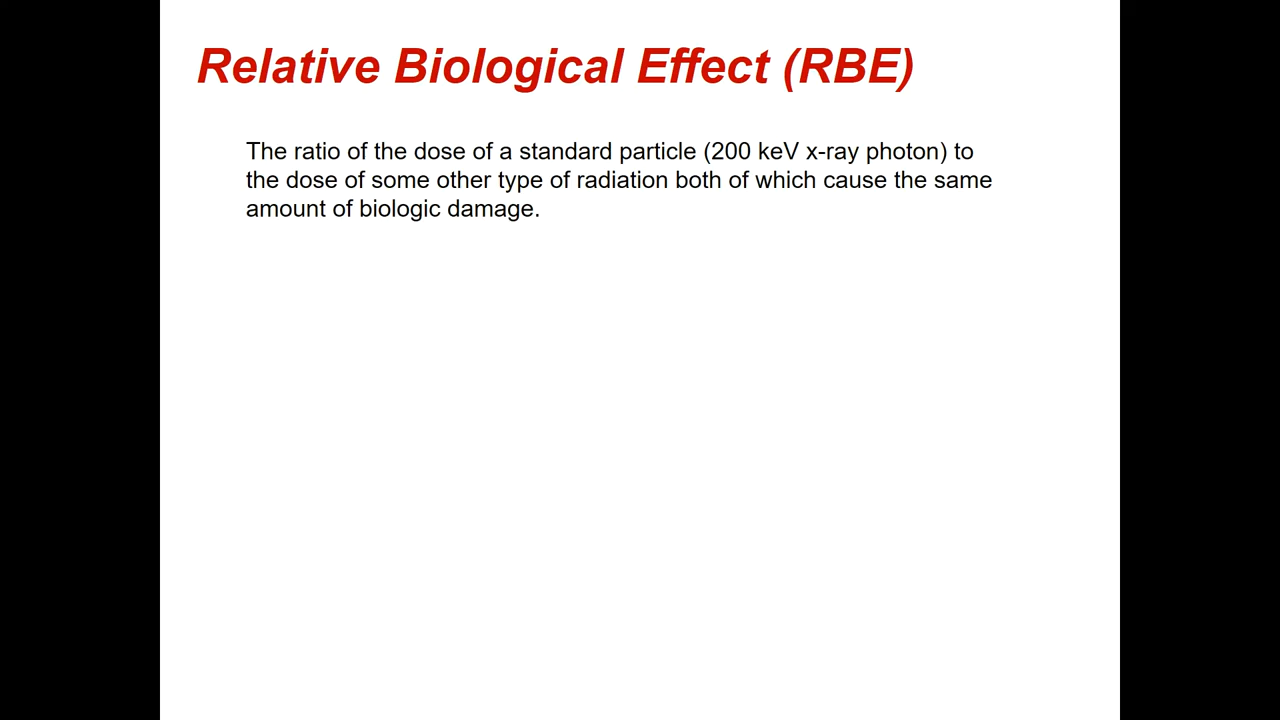 Relative Biological Effect (RBE)
The ratio of the dose of a standard particle (200 keV x-ray photon) to
the dose of some other type of radiation both of which cause the same
amount of biologic damage.